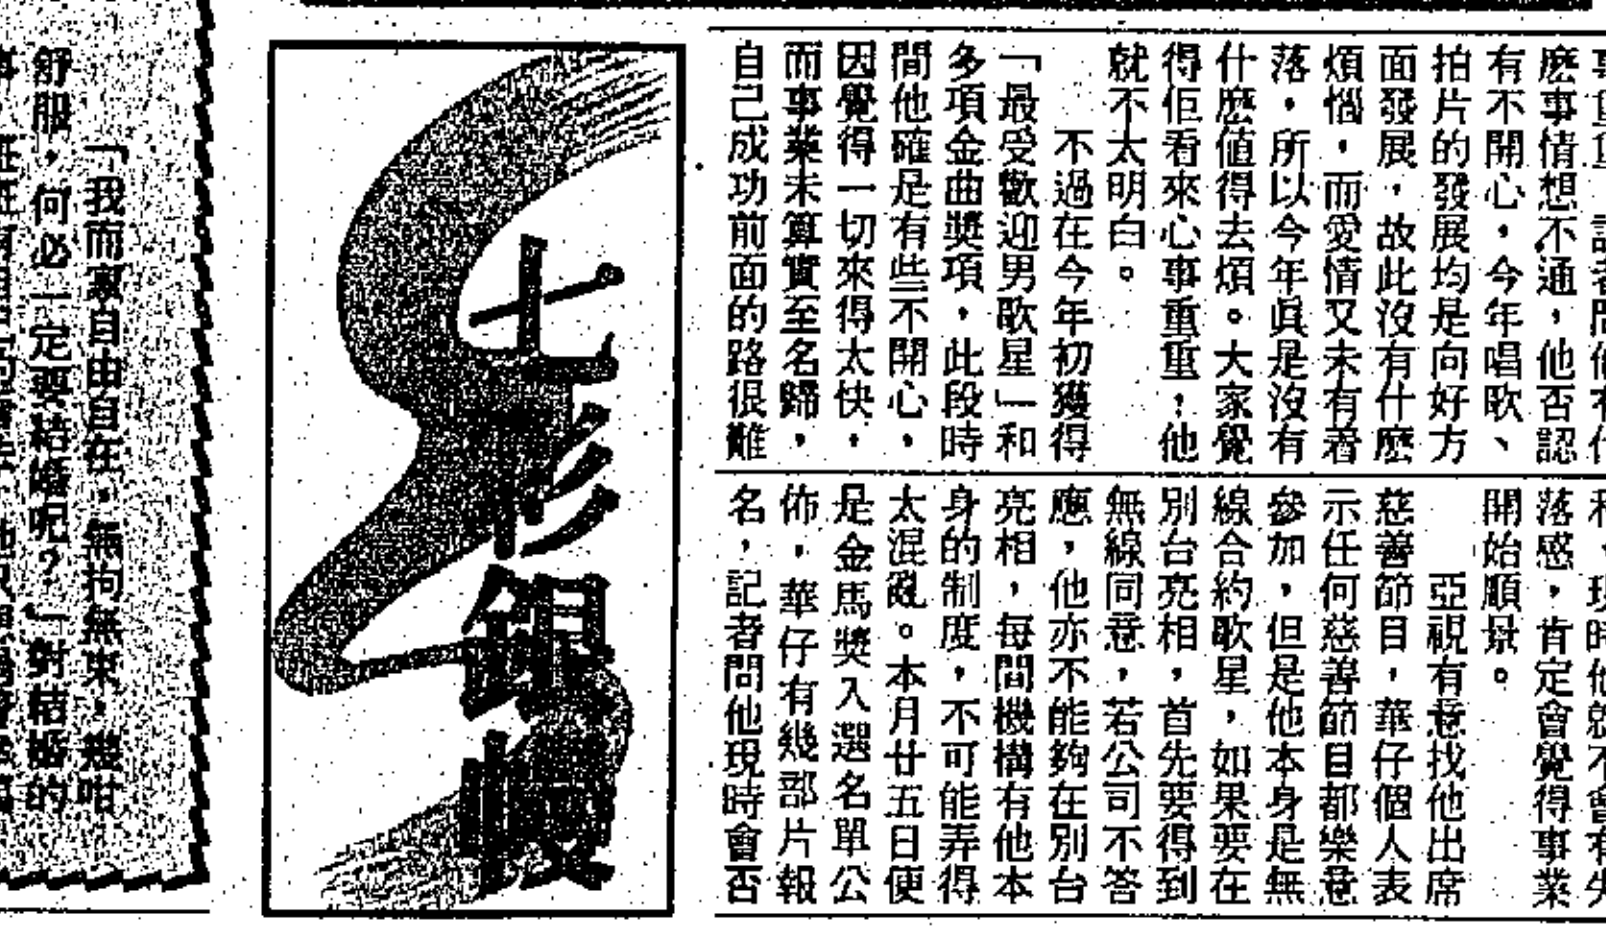 麽事情想不通，他否認
有不開心，今年唱歌、
拍片的發展均是向好方
面發展，故此沒有什麽
煩惱，而愛情又未有着
落，所以今年眞是沒有
什麽值得去煩。大家覺
得佢看來心事重重，他
就不太明白。
不過在今年初獲得
「最受歡迎男歌星」和
多項金曲獎項，此段時
間他確是有些不開心，
因覺得一切來得太快，
而事業未算實至名歸，
自己成功前面的路很難
落感，肯定會覺得事業
開始順景。
亞視有意找他出席
慈善節目，華仔個人表
示任何慈善節目都樂意
參加，但是他本身是無
線合約歌星，如果要在
別台亮相，首先要得到
無線同意，若公司不答
應，他亦不能夠在別台
亮相，每間機構有他本
身的制度，不可能弄得
太混亂。本月廿五日便
是金馬獎入選名單公
佈，華仔有幾部片報
名，記者問他現時會否
七彩銀幔
「我而家自由自在，無拘無束，幾咁
舒服，何必一定要結婚呢？」對結婚的